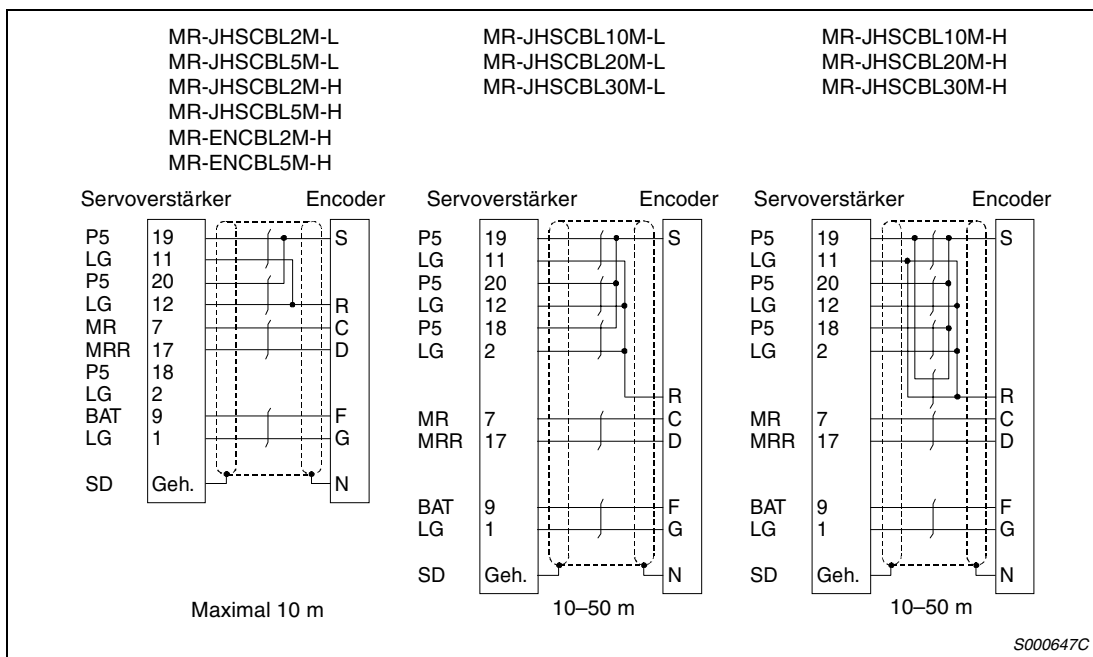 MR-JHSCBL2M-L
MR-JHSCBL5M-L
MR-JHSCBL2M-H
MR-JHSCBL5M-H
MR-ENCBL2M-H
MR-ENCBL5M-H
Servoverstärker Encoder
P5 19 S
LG 11
P5 20
LG 12 R
MR 7 C
MRR 17 D
P5 18
LG 2
BAT 9 F
LG 1 G
SD Geh. N
Maximal 10 m
MR-JHSCBL10M-L
MR-JHSCBL20M-L
MR-JHSCBL30M-L
Servoverstärker Encoder
P5 19 S
LG 11
P5 20
LG 12
P5 18
LG 2
R
MR 7 C
MRR 17 D
BAT 9 F
LG 1 G
SD Geh. N
10–50 m
MR-JHSCBL10M-H
MR-JHSCBL20M-H
MR-JHSCBL30M-H
Servoverstärker Encoder
P5 19 S
LG 11
P5 20
LG 12
P5 18
LG 2
R
MR 7 C
MRR 17 D
BAT 9 F
LG 1 G
SD Geh. N
10–50 m
S000647C